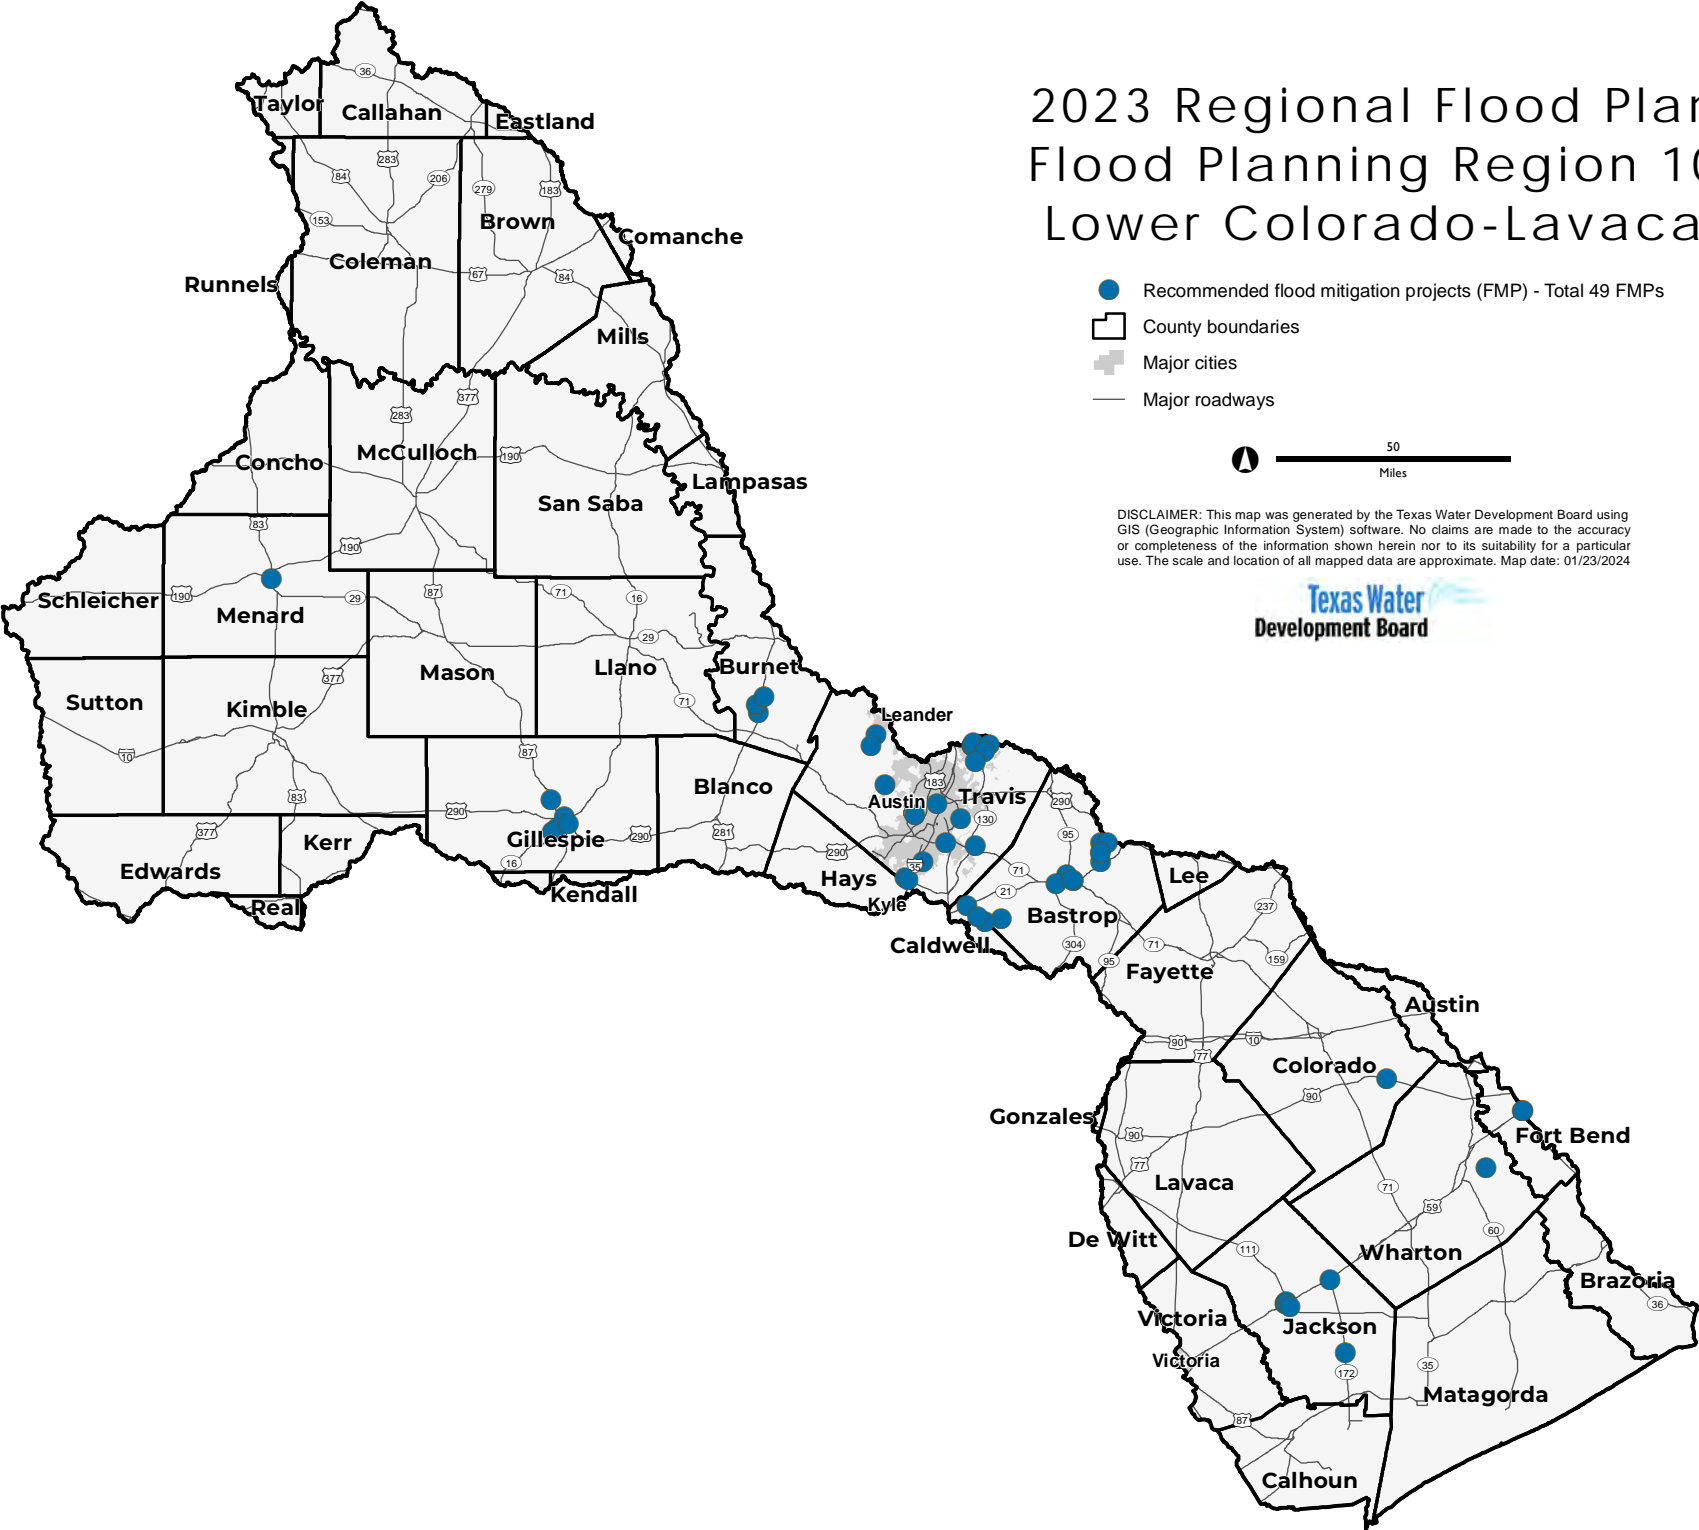 2023 Regional Flood Plan
Flood Planning Region 10
Lower Colorado-Lavaca
Recommended flood mitigation projects (FMP) - Total 49 FMPs
County boundaries
Major cities
Major roadways
50
Miles
DISCLAIMER: This map was generated by the Texas Water Development Board using
GIS (Geographic Information System) software. No claims are made to the accuracy
or completeness of the information shown herein nor to its suitability for a particular
use. The scale and location of all mapped data are approximate. Map date: 01/23/2024
Texas Water
Development Board
36
Taylor
Callahan
Eastland
283
84
206
279
183
153
Brown
Comanche
Coleman
67
84
Runnels
Mills
377
283
McCulloch
190
Concho
Lampasas
San Saba
83
190
Schleicher
190
Menard
29
87
71
16
29
Burnet
Mason
Llano
377
Sutton
Kimble
71
Leander
10
87
Blanco
183
83
290
Austin
Travis
290
130
377
Kerr
Gillespie
290
281
95
16
290
35
71
Edwards
Hays
21
Lee
Kendall
Real
Kyle
Bastrop
237
Caldwell
304
71
95
159
Fayette
Austin
90
10
77
Colorado
90
Gonzales
90
Fort Bend
77
Lavaca
71
59
60
De Witt
111
Wharton
Brazoria
36
Victoria
Jackson
Victoria
172
35
Matagorda
87
Calhoun